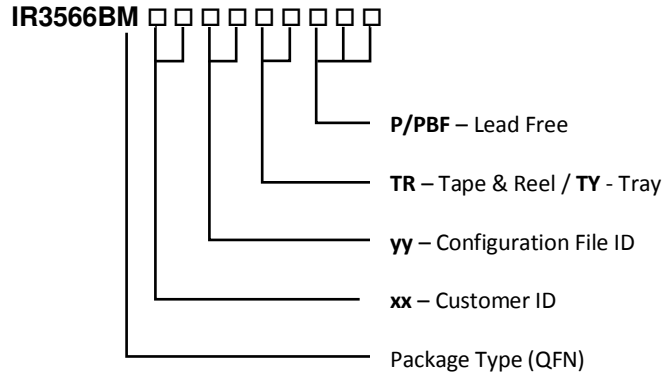 IR3566BM □ □ □ □ □ □ □ □ □
P/PBF – Lead Free
TR – Tape & Reel / TY - Tray
yy – Configuration File ID
xx – Customer ID
Package Type (QFN)